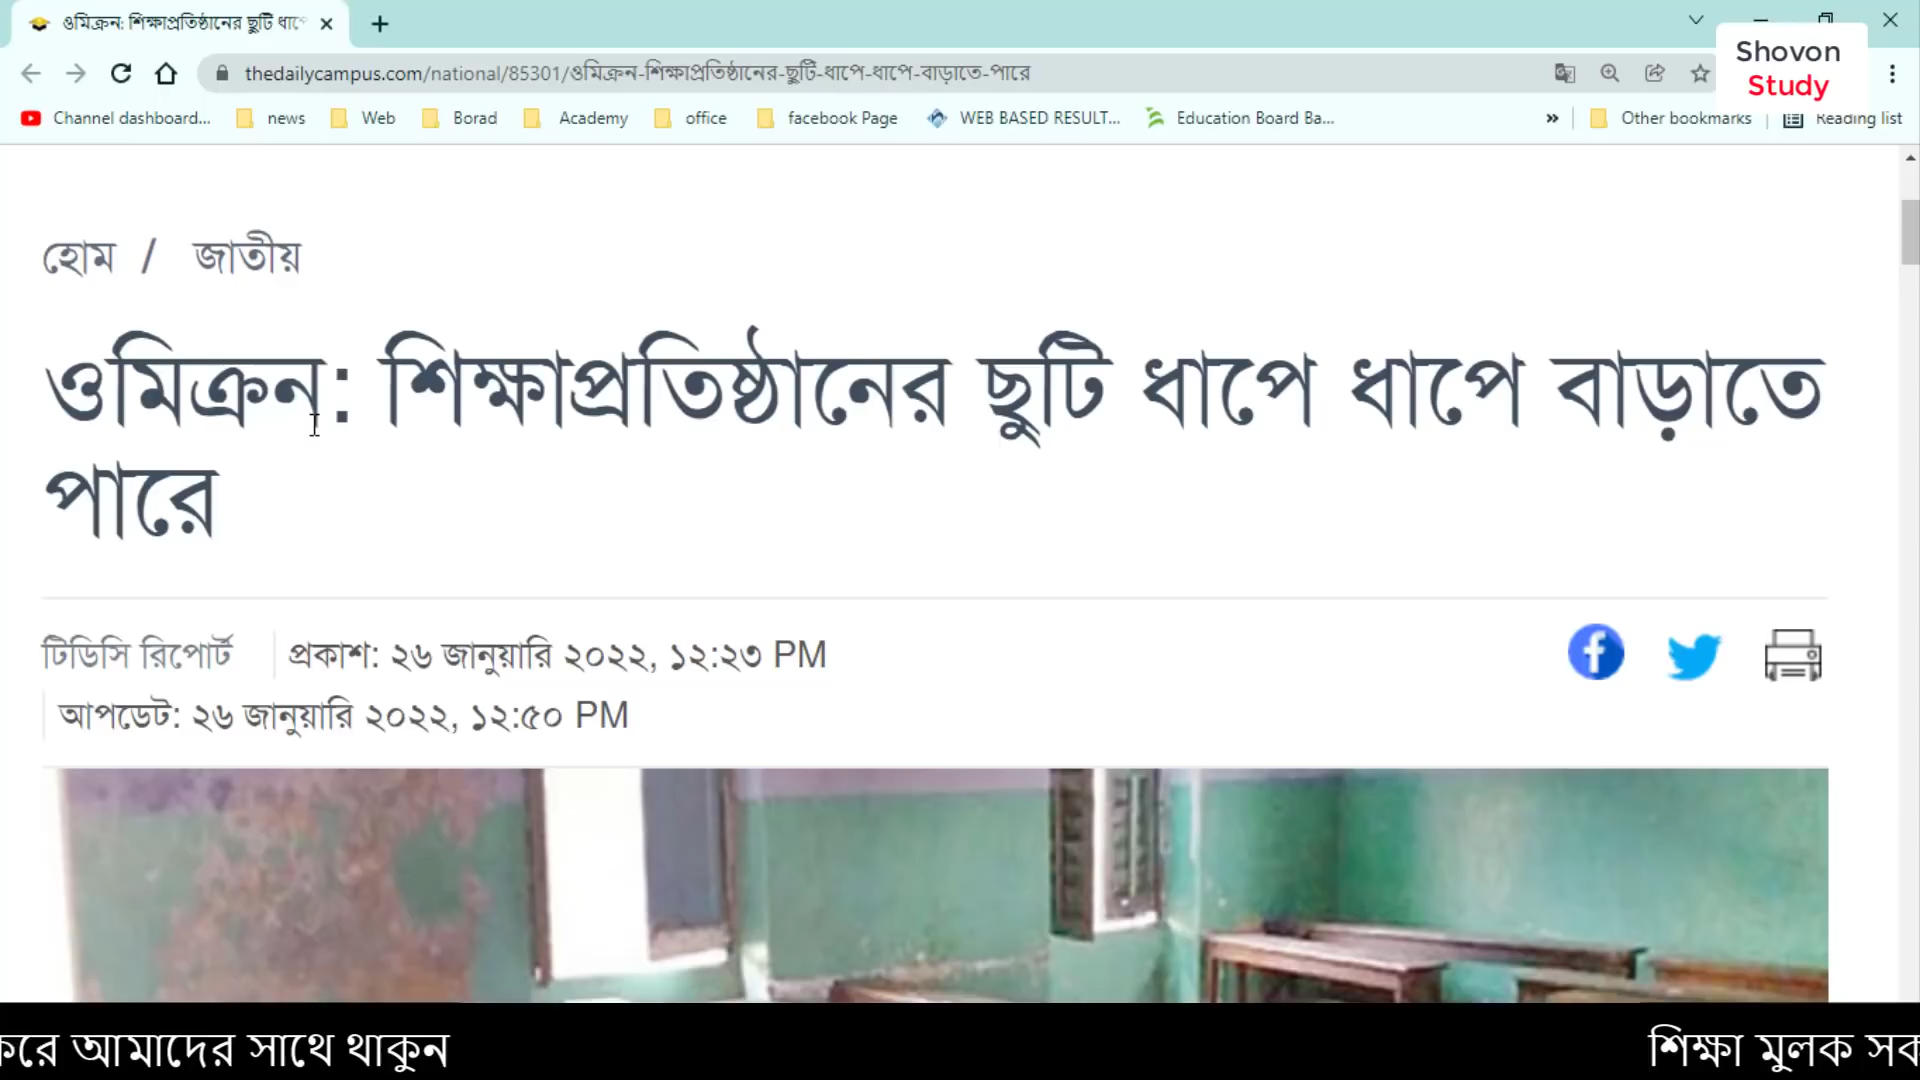 ওমিক্রন: শিক্ষাপ্রতিষ্ঠানের ছুটি
thedailycampus.com/national/85301/ওমিক্রন-শিক্ষাপ্রতিষ্ঠানের-ছুটি-ধাপে-ধাপে-বাড়াতে-পারে
Shovon
Study
Channel dashboard... news Web Borad Academy office facebook Page WEB BASED RESULT... Education Board Ba... » Other bookmarks Reading list
হোম / জাতীয়
ওমিক্রন: শিক্ষাপ্রতিষ্ঠানের ছুটি ধাপে ধাপে বাড়াতে
পারে
টিডিসি রিপোর্ট প্রকাশ: ২৬ জানুয়ারি ২০২২, ১২:২৩ PM
আপডেট: ২৬ জানুয়ারি ২০২২, ১২:৫০ PM
আমাদের সাথে থাকুন শিক্ষা মুলক